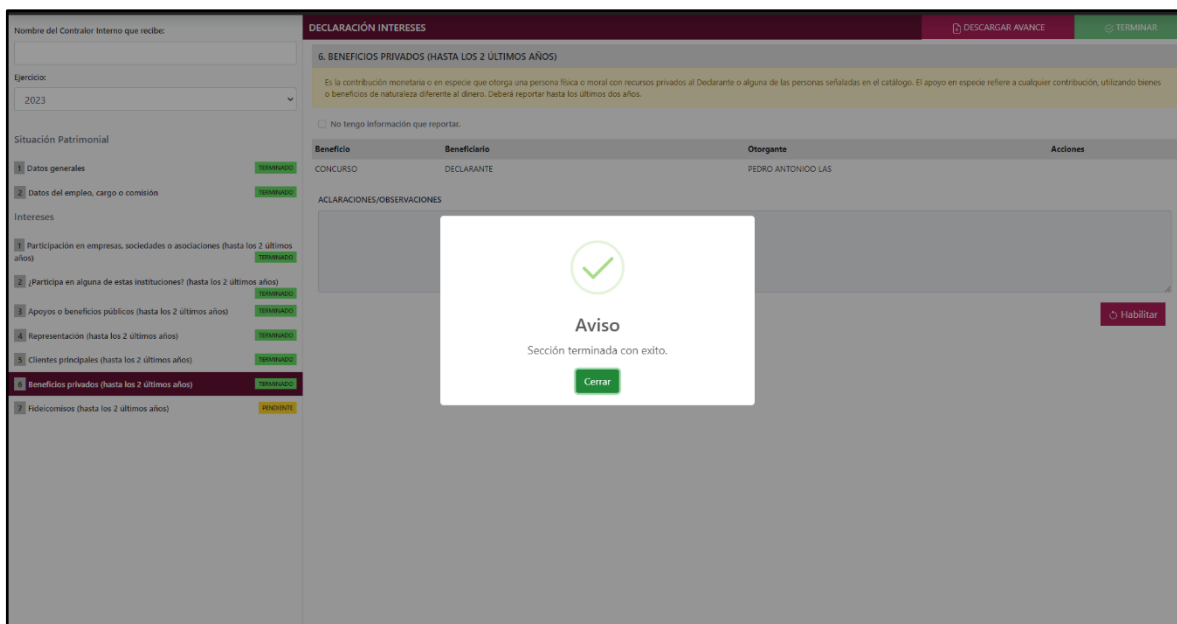 Nombre del Contralor Interno que recibe:
Ejercicio:
2023
Situación Patrimonial
1 Datos generales TERMINADO
2 Datos del empleo, cargo o comisión TERMINADO
Intereses
1 Participación en empresas, sociedades o asociaciones (hasta los 2 últimos
años) TERMINADO
2 ¿Participa en alguna de estas instituciones? (hasta los 2 últimos años)
TERMINADO
3 Apoyos o beneficios públicos (hasta los 2 últimos años) TERMINADO
4 Representación (hasta los 2 últimos años) TERMINADO
5 Clientes principales (hasta los 2 últimos años) TERMINADO
6 Beneficios privados (hasta los 2 últimos años) TERMINADO
7 Fideicomisos (hasta los 2 últimos años) PENDIENTE
DECLARACIÓN INTERESES
DESCARGAR AVANCE
TERMINAR
6. BENEFICIOS PRIVADOS (HASTA LOS 2 ÚLTIMOS AÑOS)
Es la contribución monetaria o en especie que otorga una persona física o moral con recursos privados al Declarante o alguna de las personas señaladas en el catálogo. El apoyo en especie refiere a cualquier contribución, utilizando bienes
o beneficios de naturaleza diferente al dinero. Deberá reportar hasta los últimos dos años.
No tengo información que reportar.
Beneficio Beneficiario Otorgante Acciones
CONCURSO DECLARANTE PEDRO ANTONIOO LAS
ACLARACIONES/OBSERVACIONES
Habilitar
Aviso
Sección terminada con exito.
Cerrar